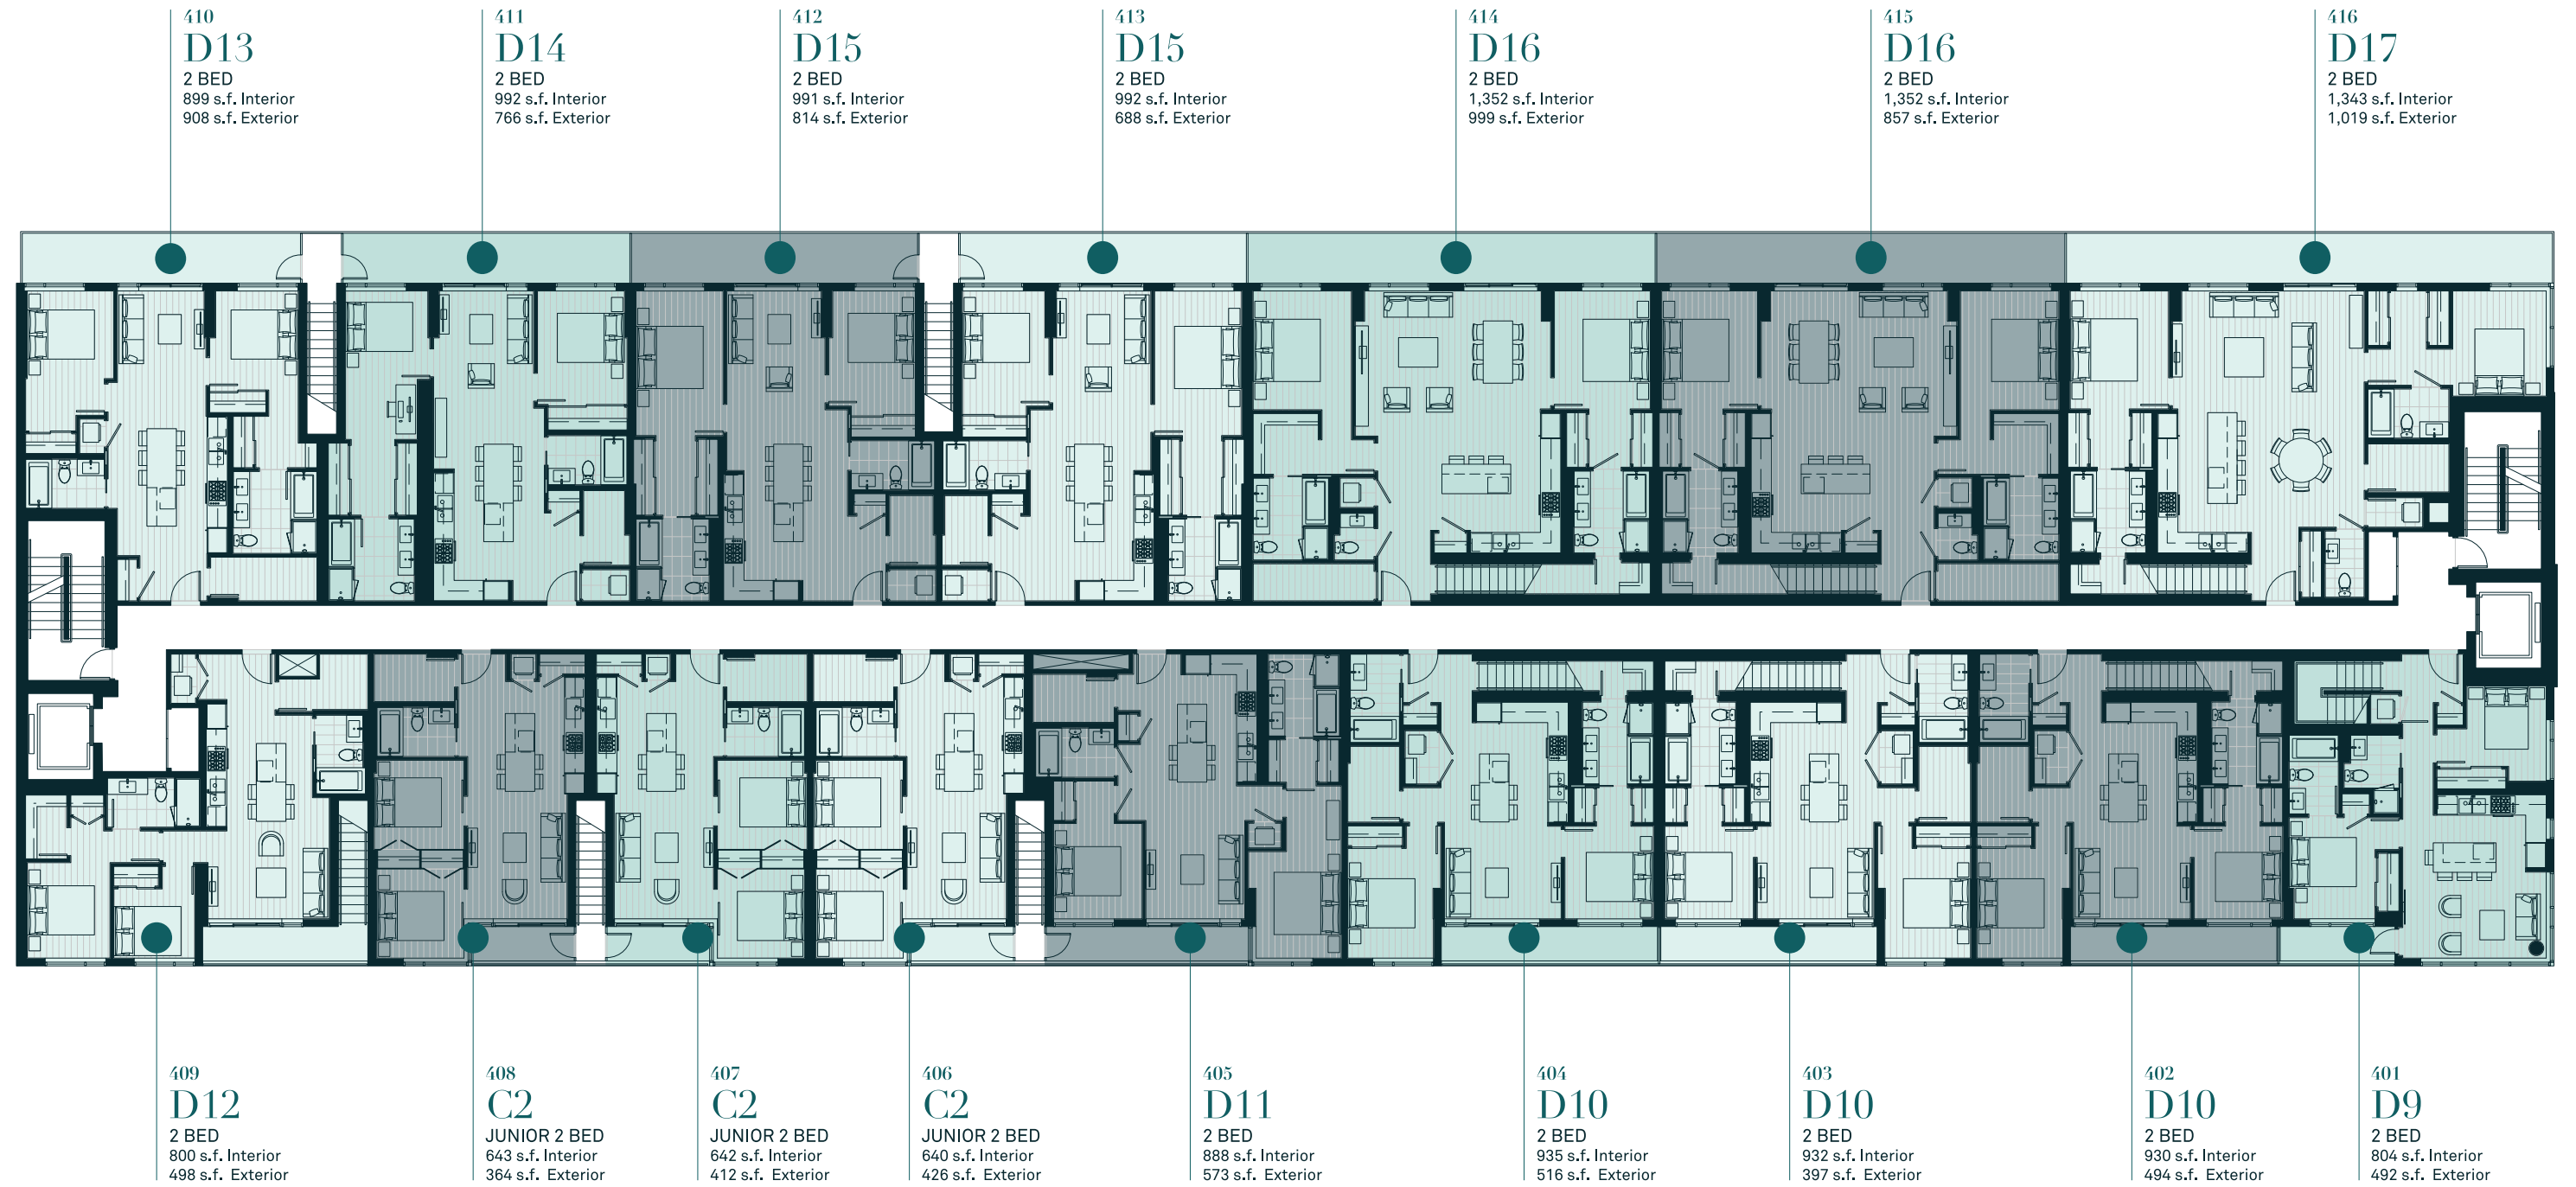 410
D13
2 BED
899 s.f. Interior
908 s.f. Exterior
411
D14
2 BED
992 s.f. Interior
766 s.f. Exterior
412
D15
2 BED
991 s.f. Interior
814 s.f. Exterior
413
D15
2 BED
992 s.f. Interior
688 s.f. Exterior
414
D16
2 BED
1,352 s.f. Interior
999 s.f. Exterior
415
D16
2 BED
1,352 s.f. Interior
857 s.f. Exterior
416
D17
2 BED
1,343 s.f. Interior
1,019 s.f. Exterior
409
D12
2 BED
800 s.f. Interior
498 s.f. Exterior
408
C2
JUNIOR 2 BED
643 s.f. Interior
364 s.f. Exterior
407
C2
JUNIOR 2 BED
642 s.f. Interior
412 s.f. Exterior
406
C2
JUNIOR 2 BED
640 s.f. Interior
426 s.f. Exterior
405
D11
2 BED
888 s.f. Interior
573 s.f. Exterior
404
D10
2 BED
935 s.f. Interior
516 s.f. Exterior
403
D10
2 BED
932 s.f. Interior
397 s.f. Exterior
402
D10
2 BED
930 s.f. Interior
494 s.f. Exterior
401
D9
2 BED
804 s.f. Interior
492 s.f. Exterior